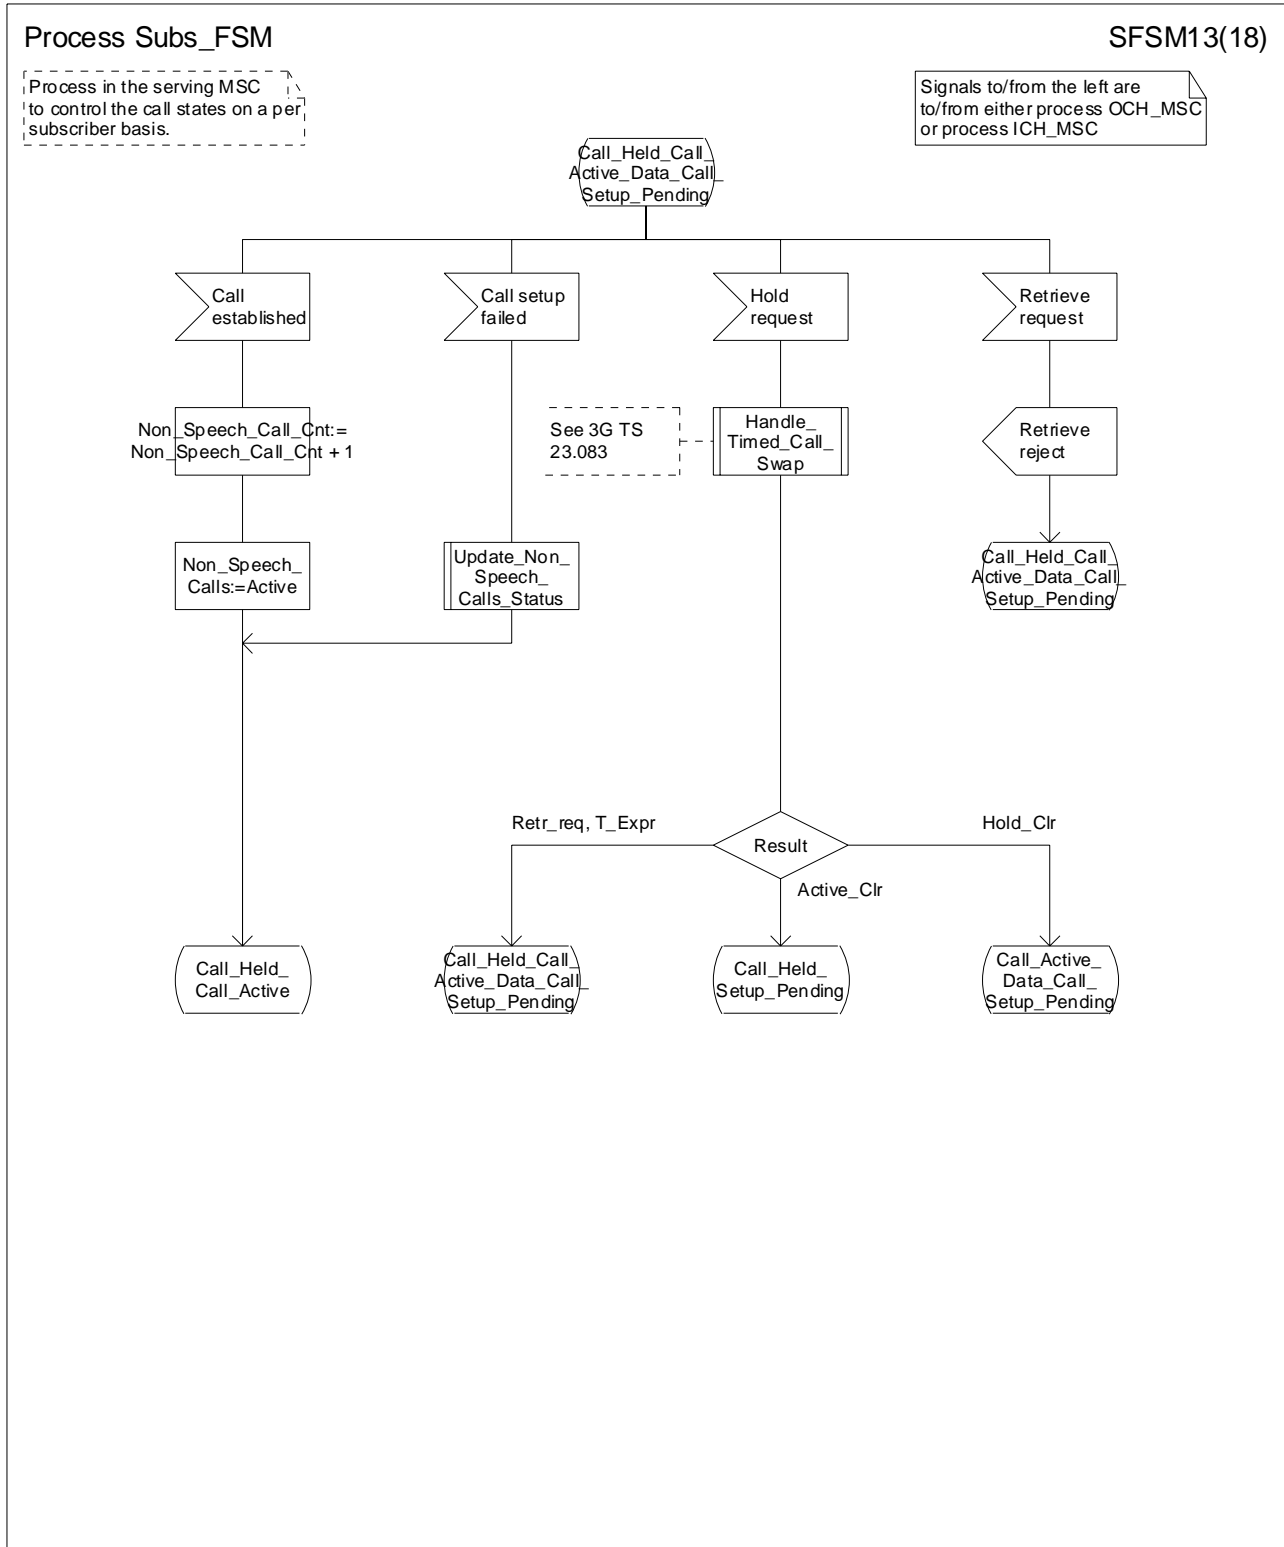 Process Subs_FSM
SFSM13(18)
Process in the serving MSC
to control the call states on a per
subscriber basis.
Signals to/from the left are
to/from either process OCH_MSC
or process ICH_MSC
Call_Held_Call_
Active_Data_Call_
Setup_Pending
Call
established
Call setup
failed
Hold
request
Retrieve
request
Non_Speech_Call_Cnt:=
Non_Speech_Call_Cnt + 1
See 3G TS
23.083
Handle_
Timed_Call_
Swap
Retrieve
reject
Non_Speech_
Calls:=Active
Update_Non_
Speech_
Calls_Status
Call_Held_Call_
Active_Data_Call_
Setup_Pending
Retr_req, T_Expr
Result
Hold_Clr
Active_Clr
Call_Held_
Call_Active
Call_Held_Call_
Active_Data_Call_
Setup_Pending
Call_Held_
Setup_Pending
Call_Active_
Data_Call_
Setup_Pending